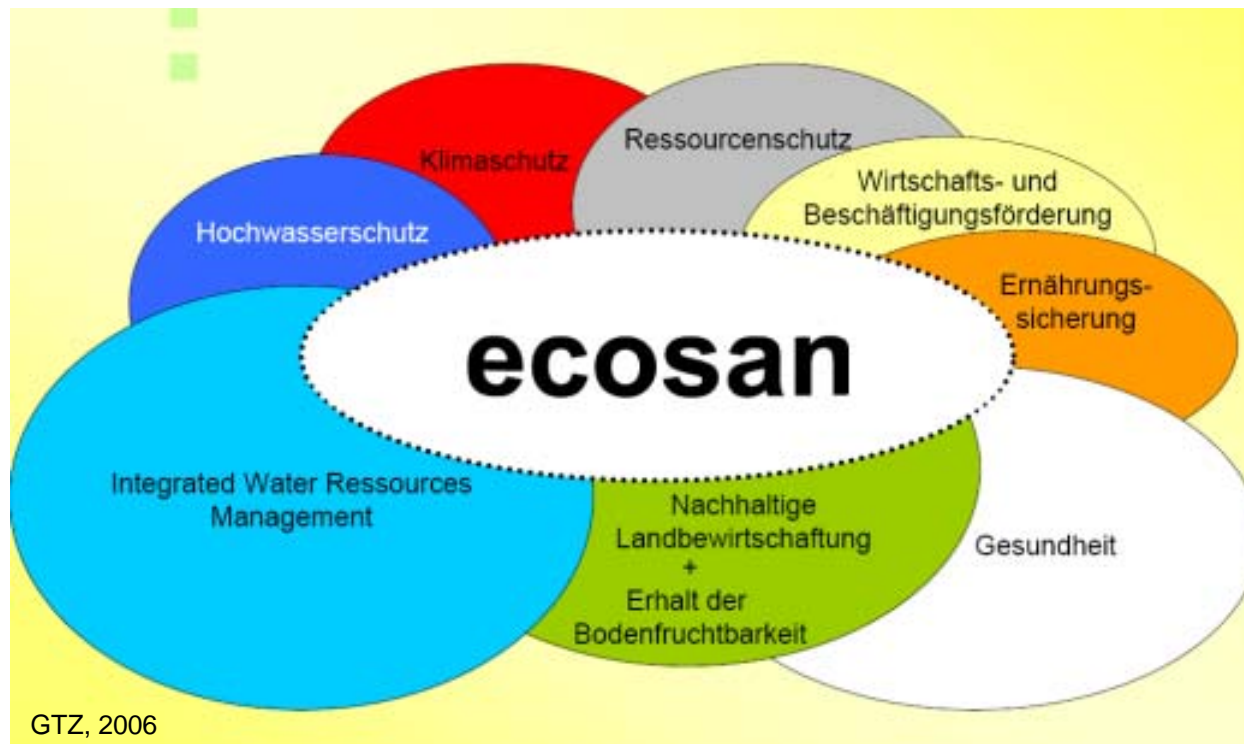 Klimaschutz
Ressourcenschutz
Wirtschafts- und
Beschäftigungsförderung
Hochwasserschutz
Ernährungs-
sicherung
ecosan
Integrated Water Ressources
Management
Nachhaltige
Landbewirtschaftung
+
Erhalt der
Bodenfruchtbarkeit
Gesundheit
GTZ, 2006